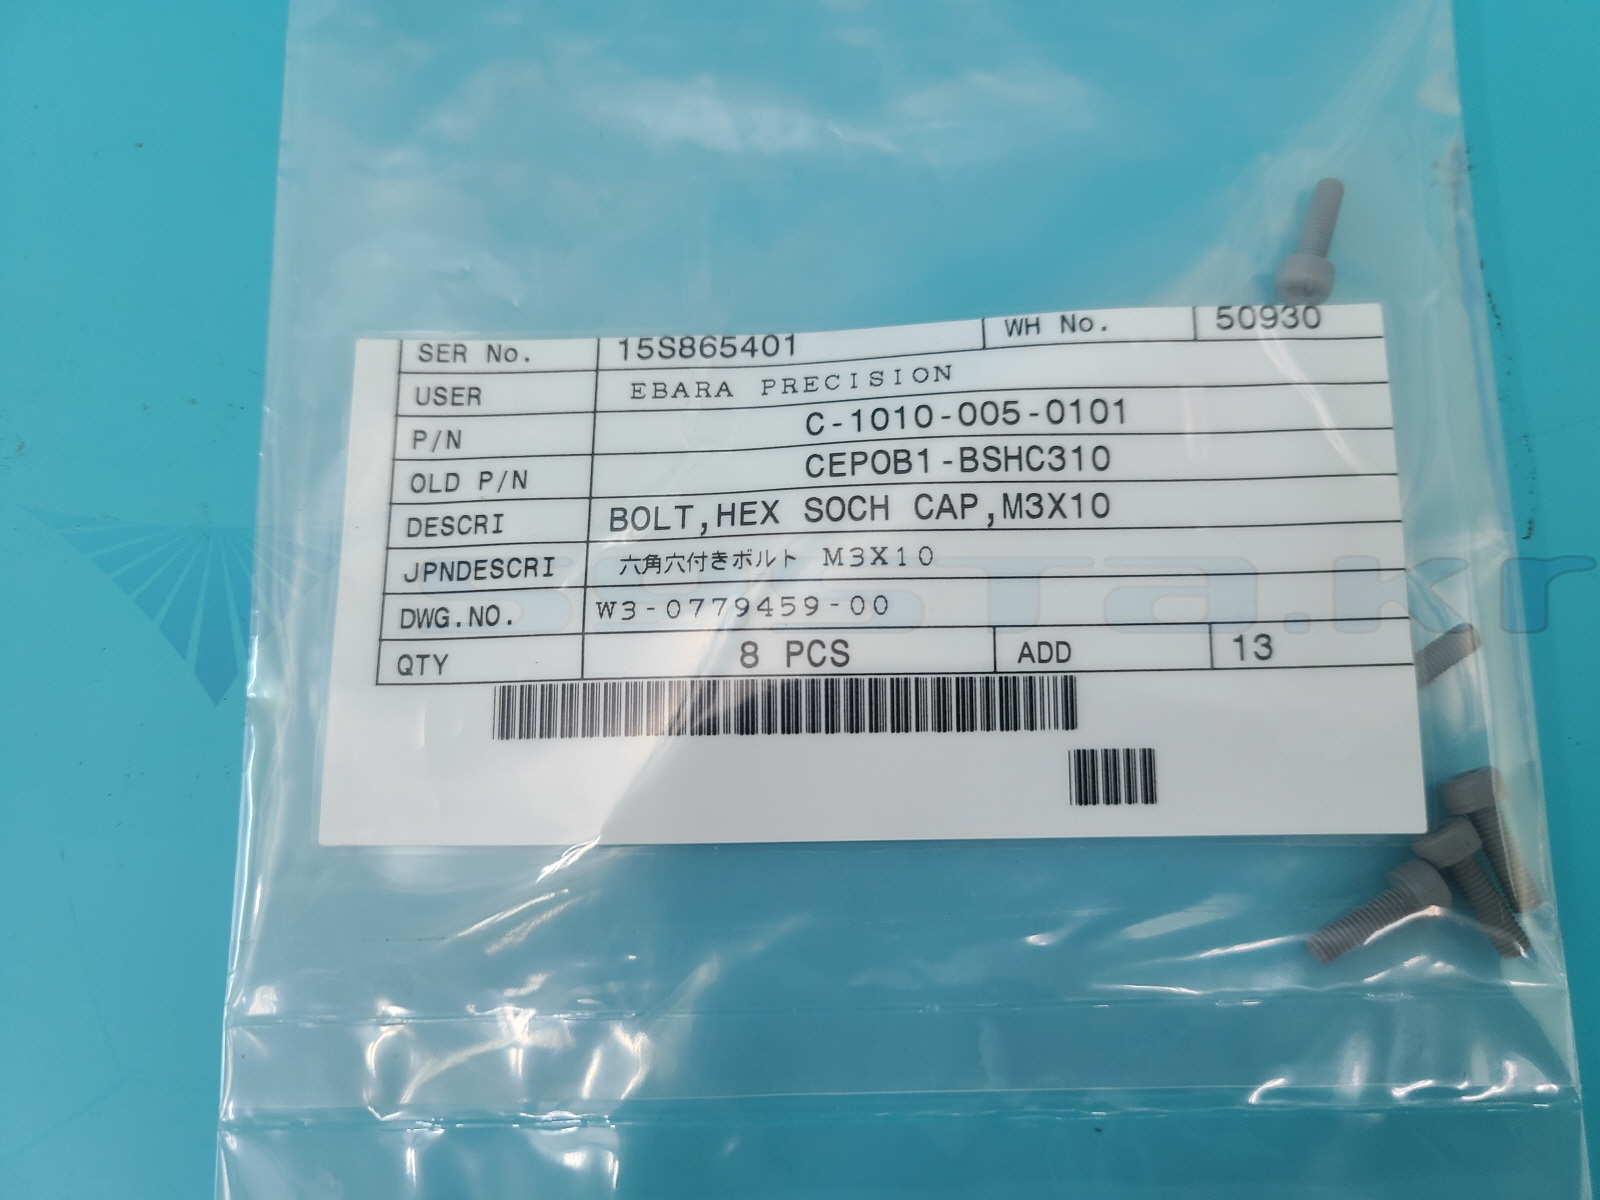 SER No. 15S865401 WH No. 50930
USER EBARA PRECISION
P/N C-1010-005-0101
OLD P/N CEPOB1-BSHC310
DESCRI BOLT,HEX SOCH CAP,M3X10
JPNDESCRI 六角穴付きボルト M3X10
DWG.NO. W3-0779459-00
QTY 8 PCS ADD 13
systa.kr